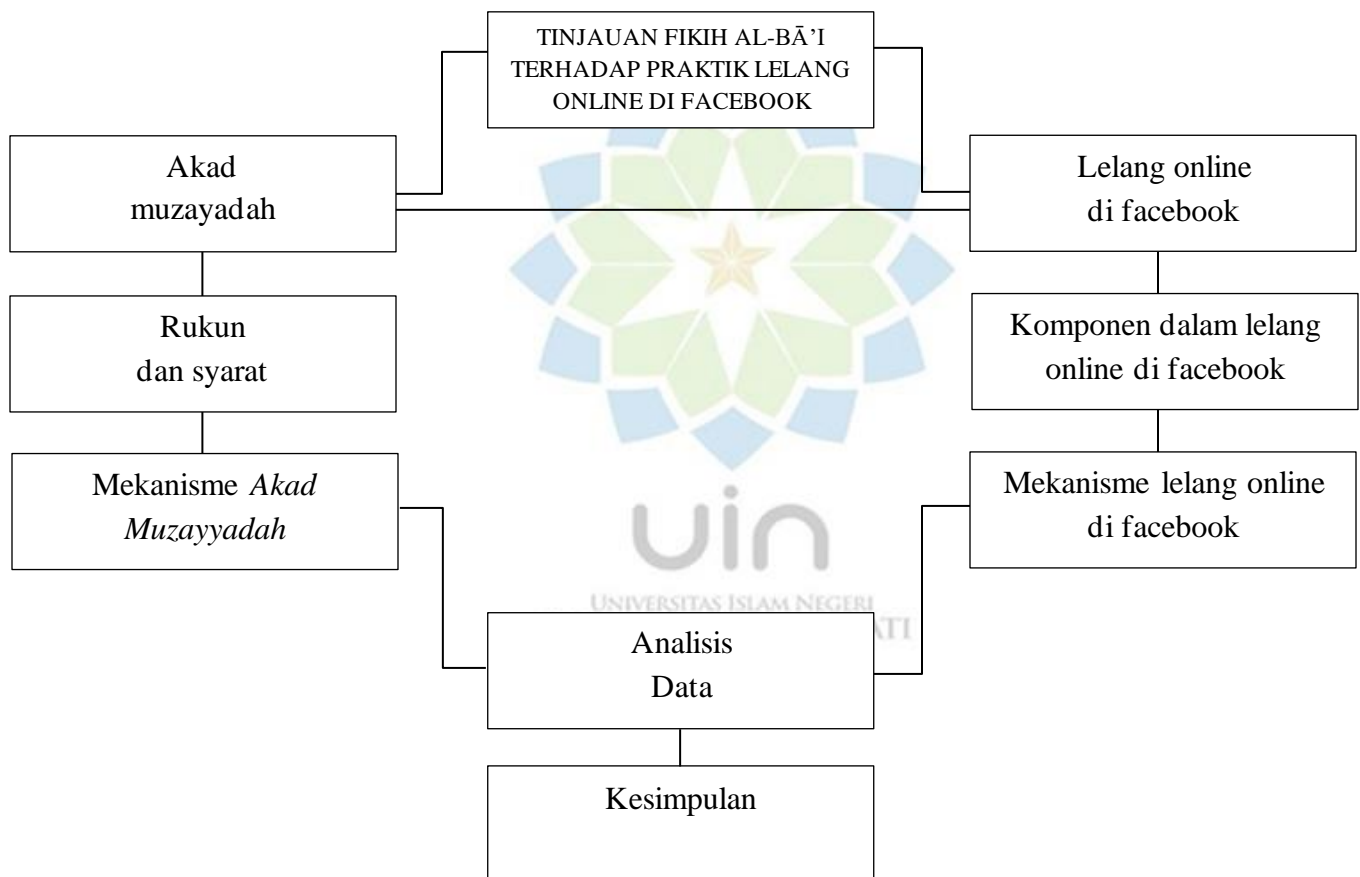 TINJAUAN FIKIH AL-BĀ’I
TERHADAP PRAKTIK LELANG
ONLINE DI FACEBOOK
Akad
muzayadah
Lelang online
di facebook
Rukun
dan syarat
Komponen dalam lelang
online di facebook
Mekanisme Akad
Muzayyadah
Mekanisme lelang online
di facebook
uin
UNIVERSITAS ISLAM NEGERI
Analisis
Data
Kesimpulan